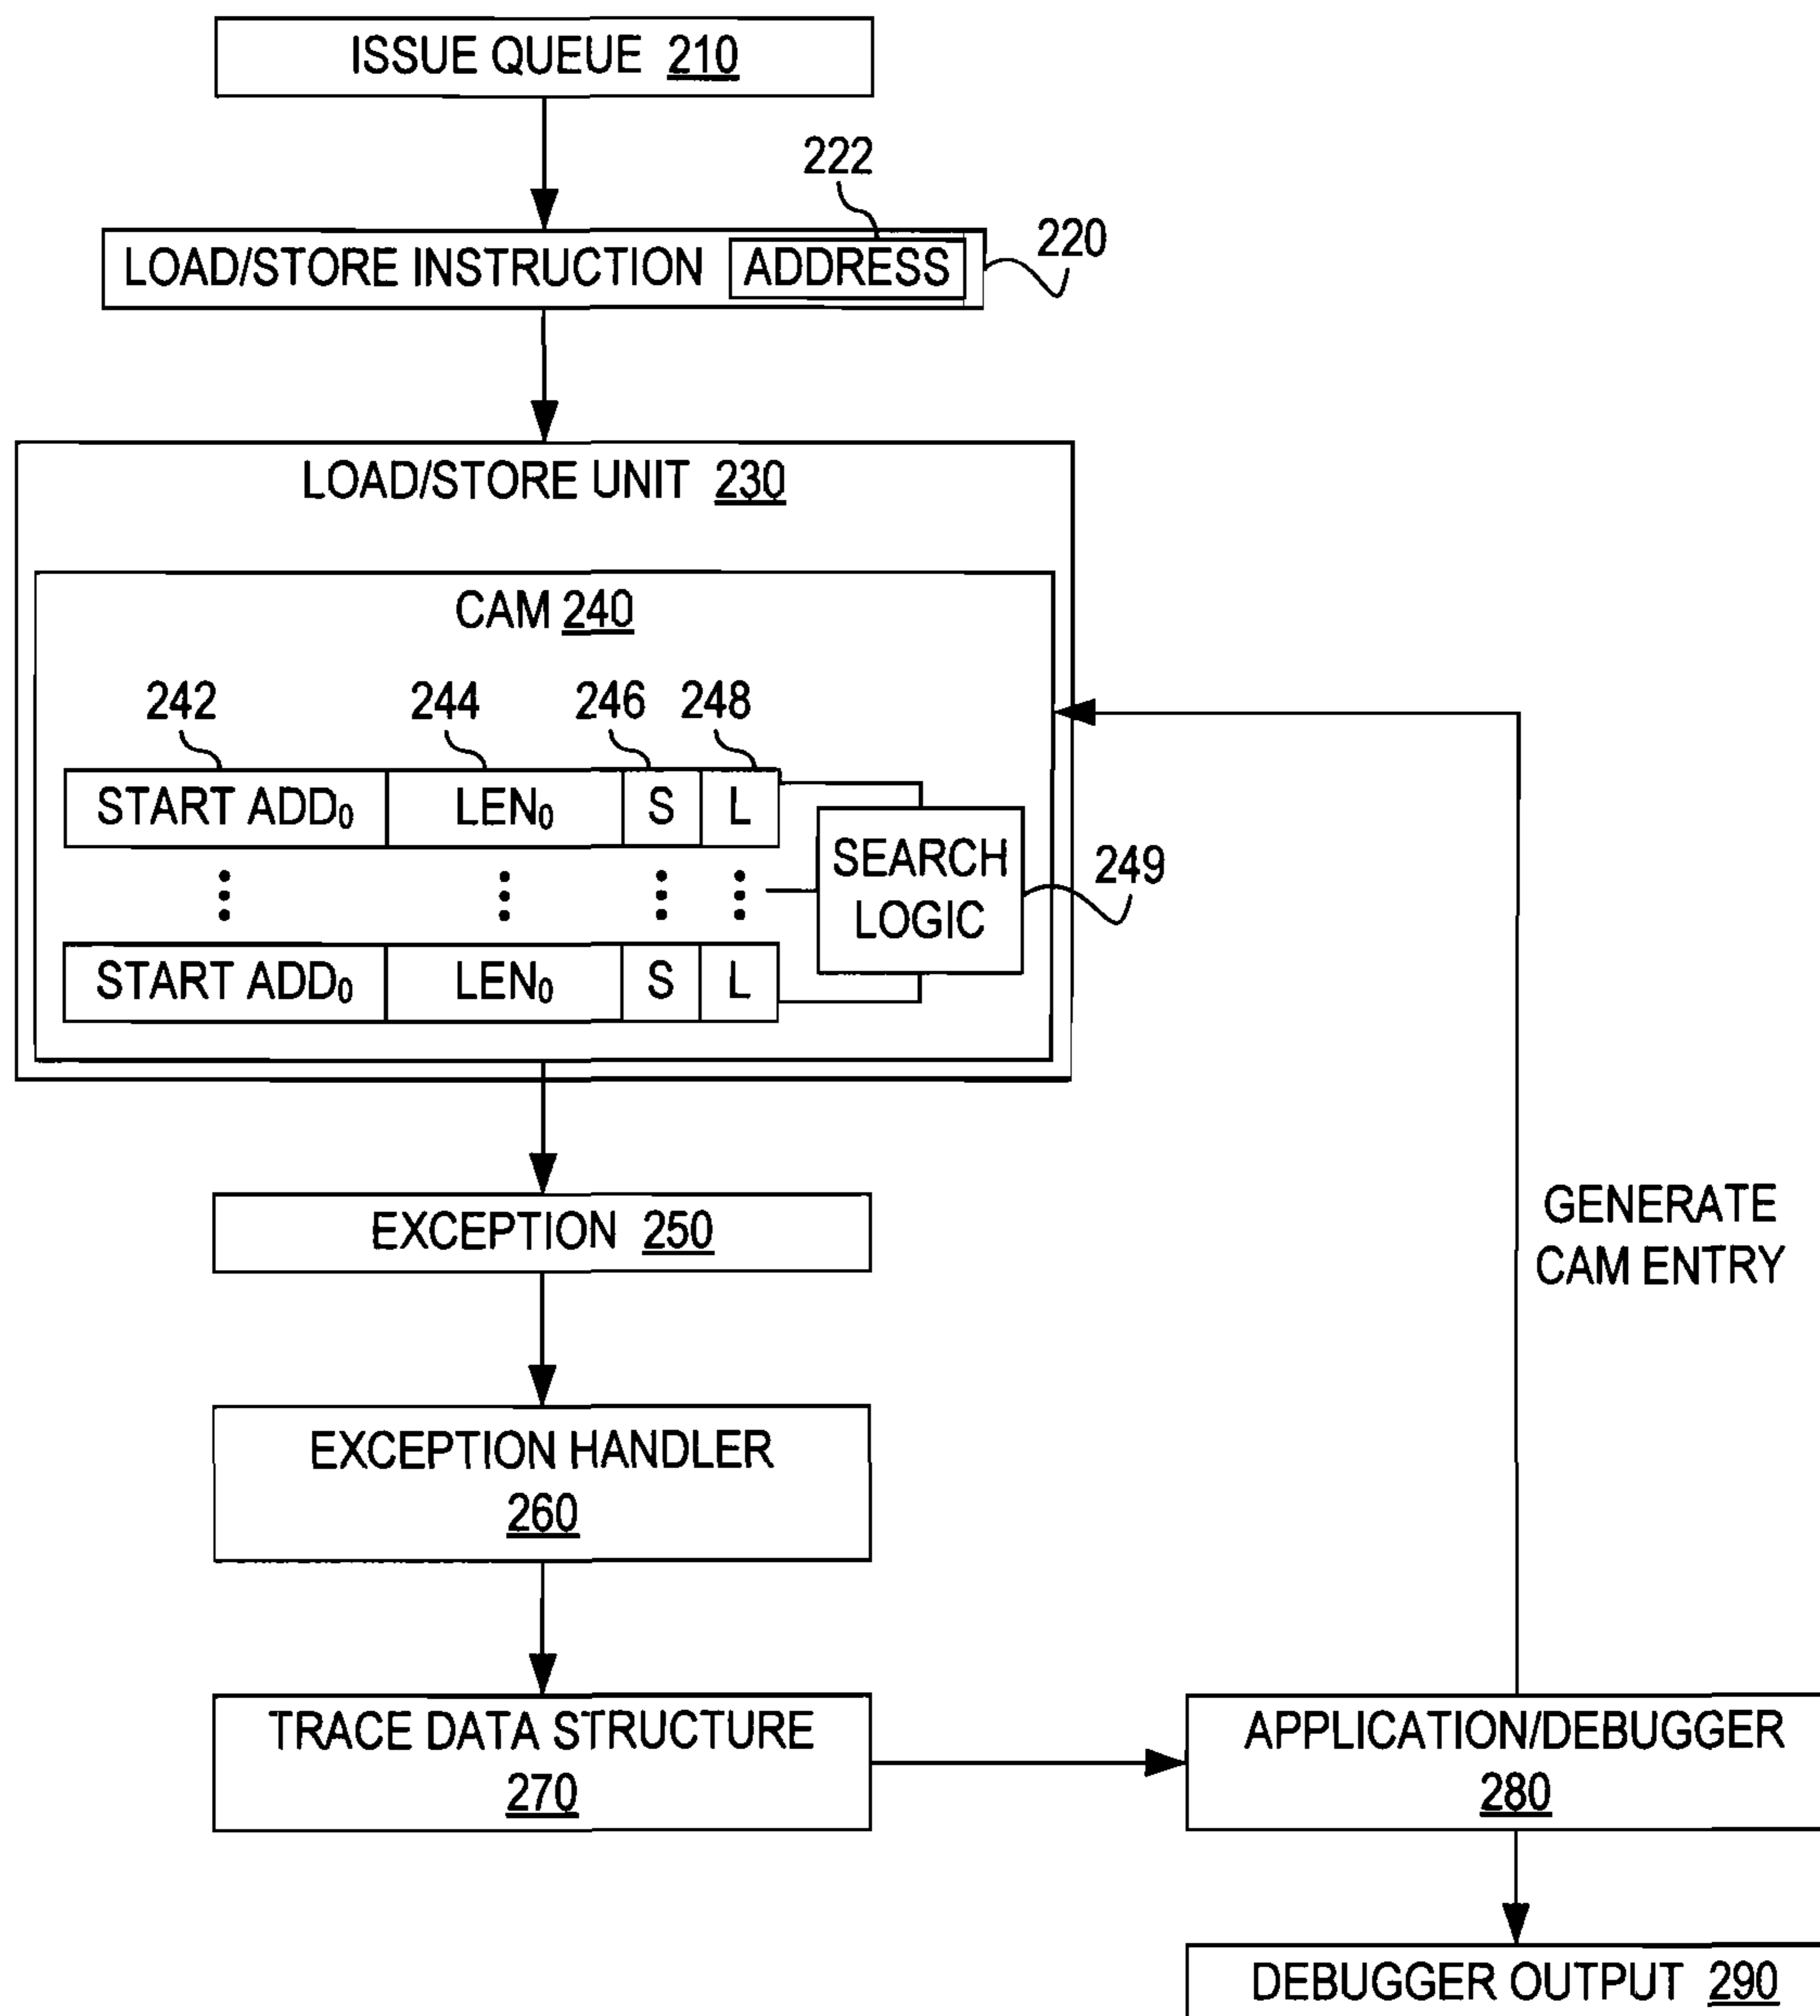 ISSUE QUEUE 210
222
LOAD/STORE INSTRUCTION ADDRESS
220
LOAD/STORE UNIT 230
CAM 240
242 244 246 248
START ADD₀ LEN₀ S L
SEARCH
LOGIC
249
START ADD₀ LEN₀ S L
EXCEPTION 250
GENERATE
CAM ENTRY
EXCEPTION HANDLER
260
TRACE DATA STRUCTURE
270
APPLICATION/DEBUGGER
280
DEBUGGER OUTPUT 290